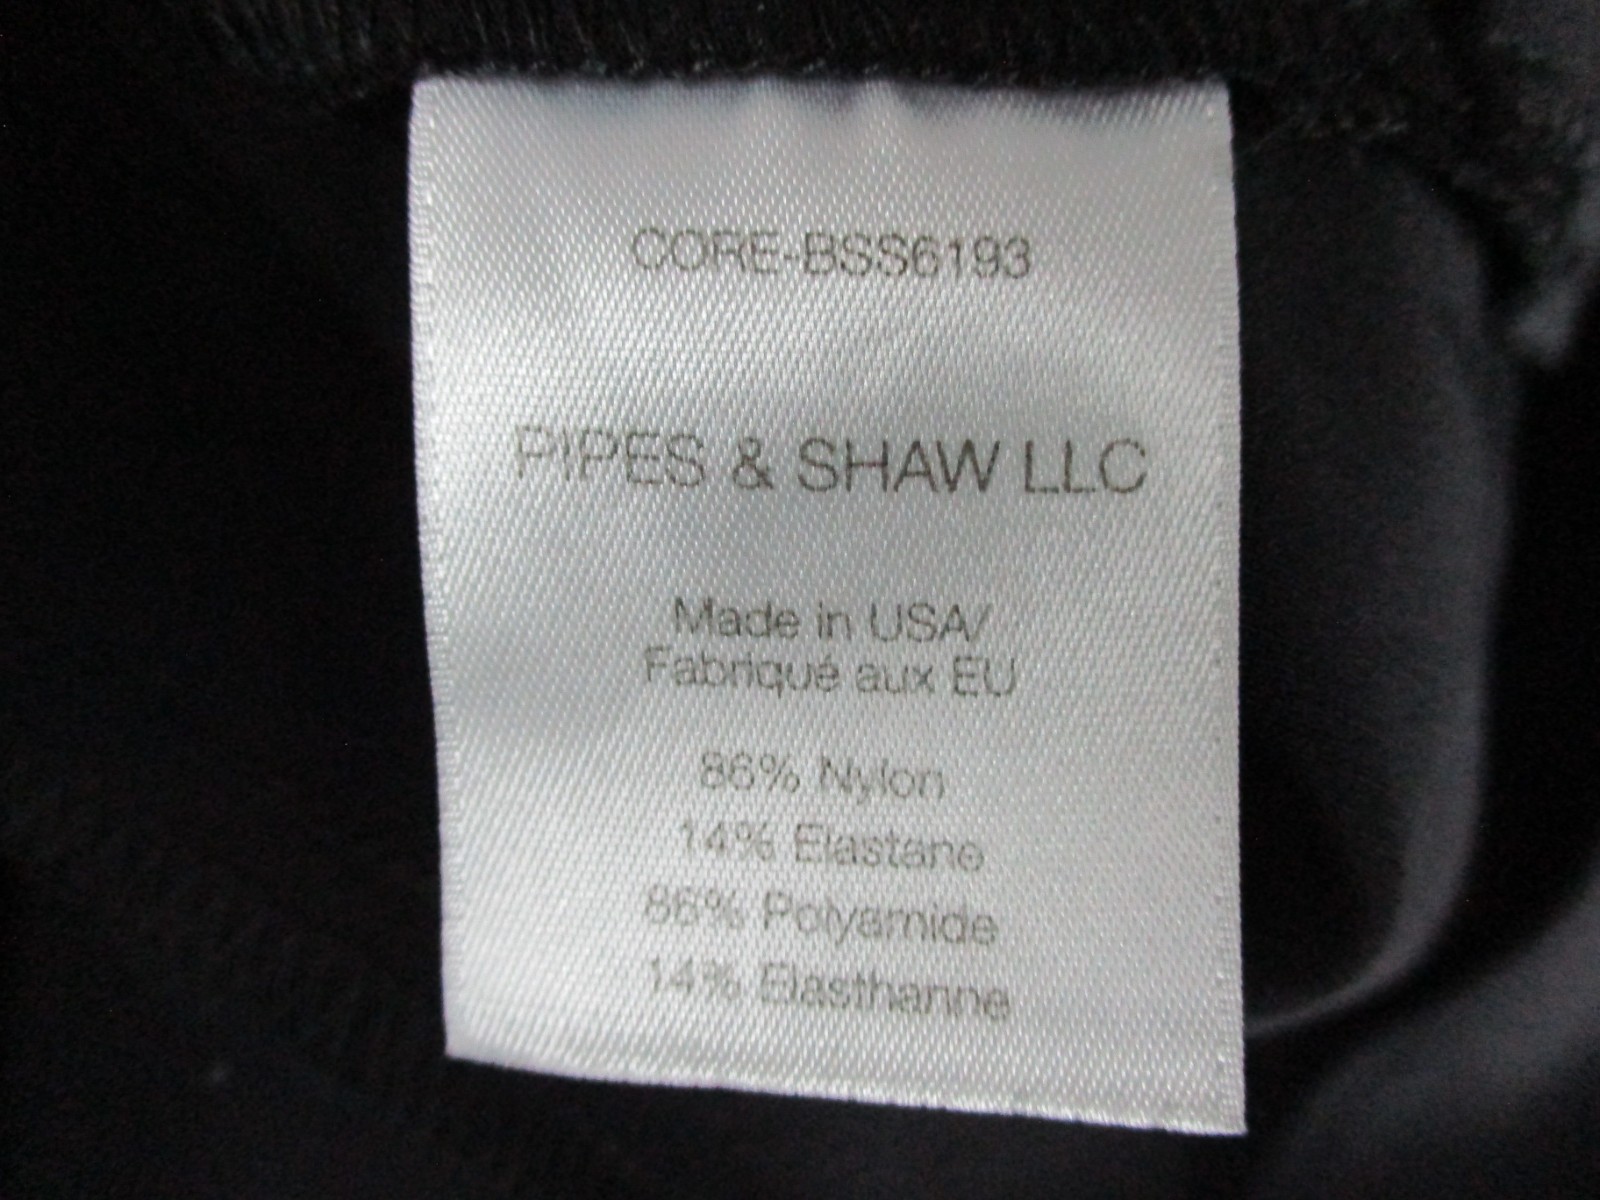 CORE-BSS6193
PIPES & SHAW LLC
Made in USA/
Fabriqué aux EU
86% Nylon
14% Elastane
86% Polyamide
14% Elasthanne